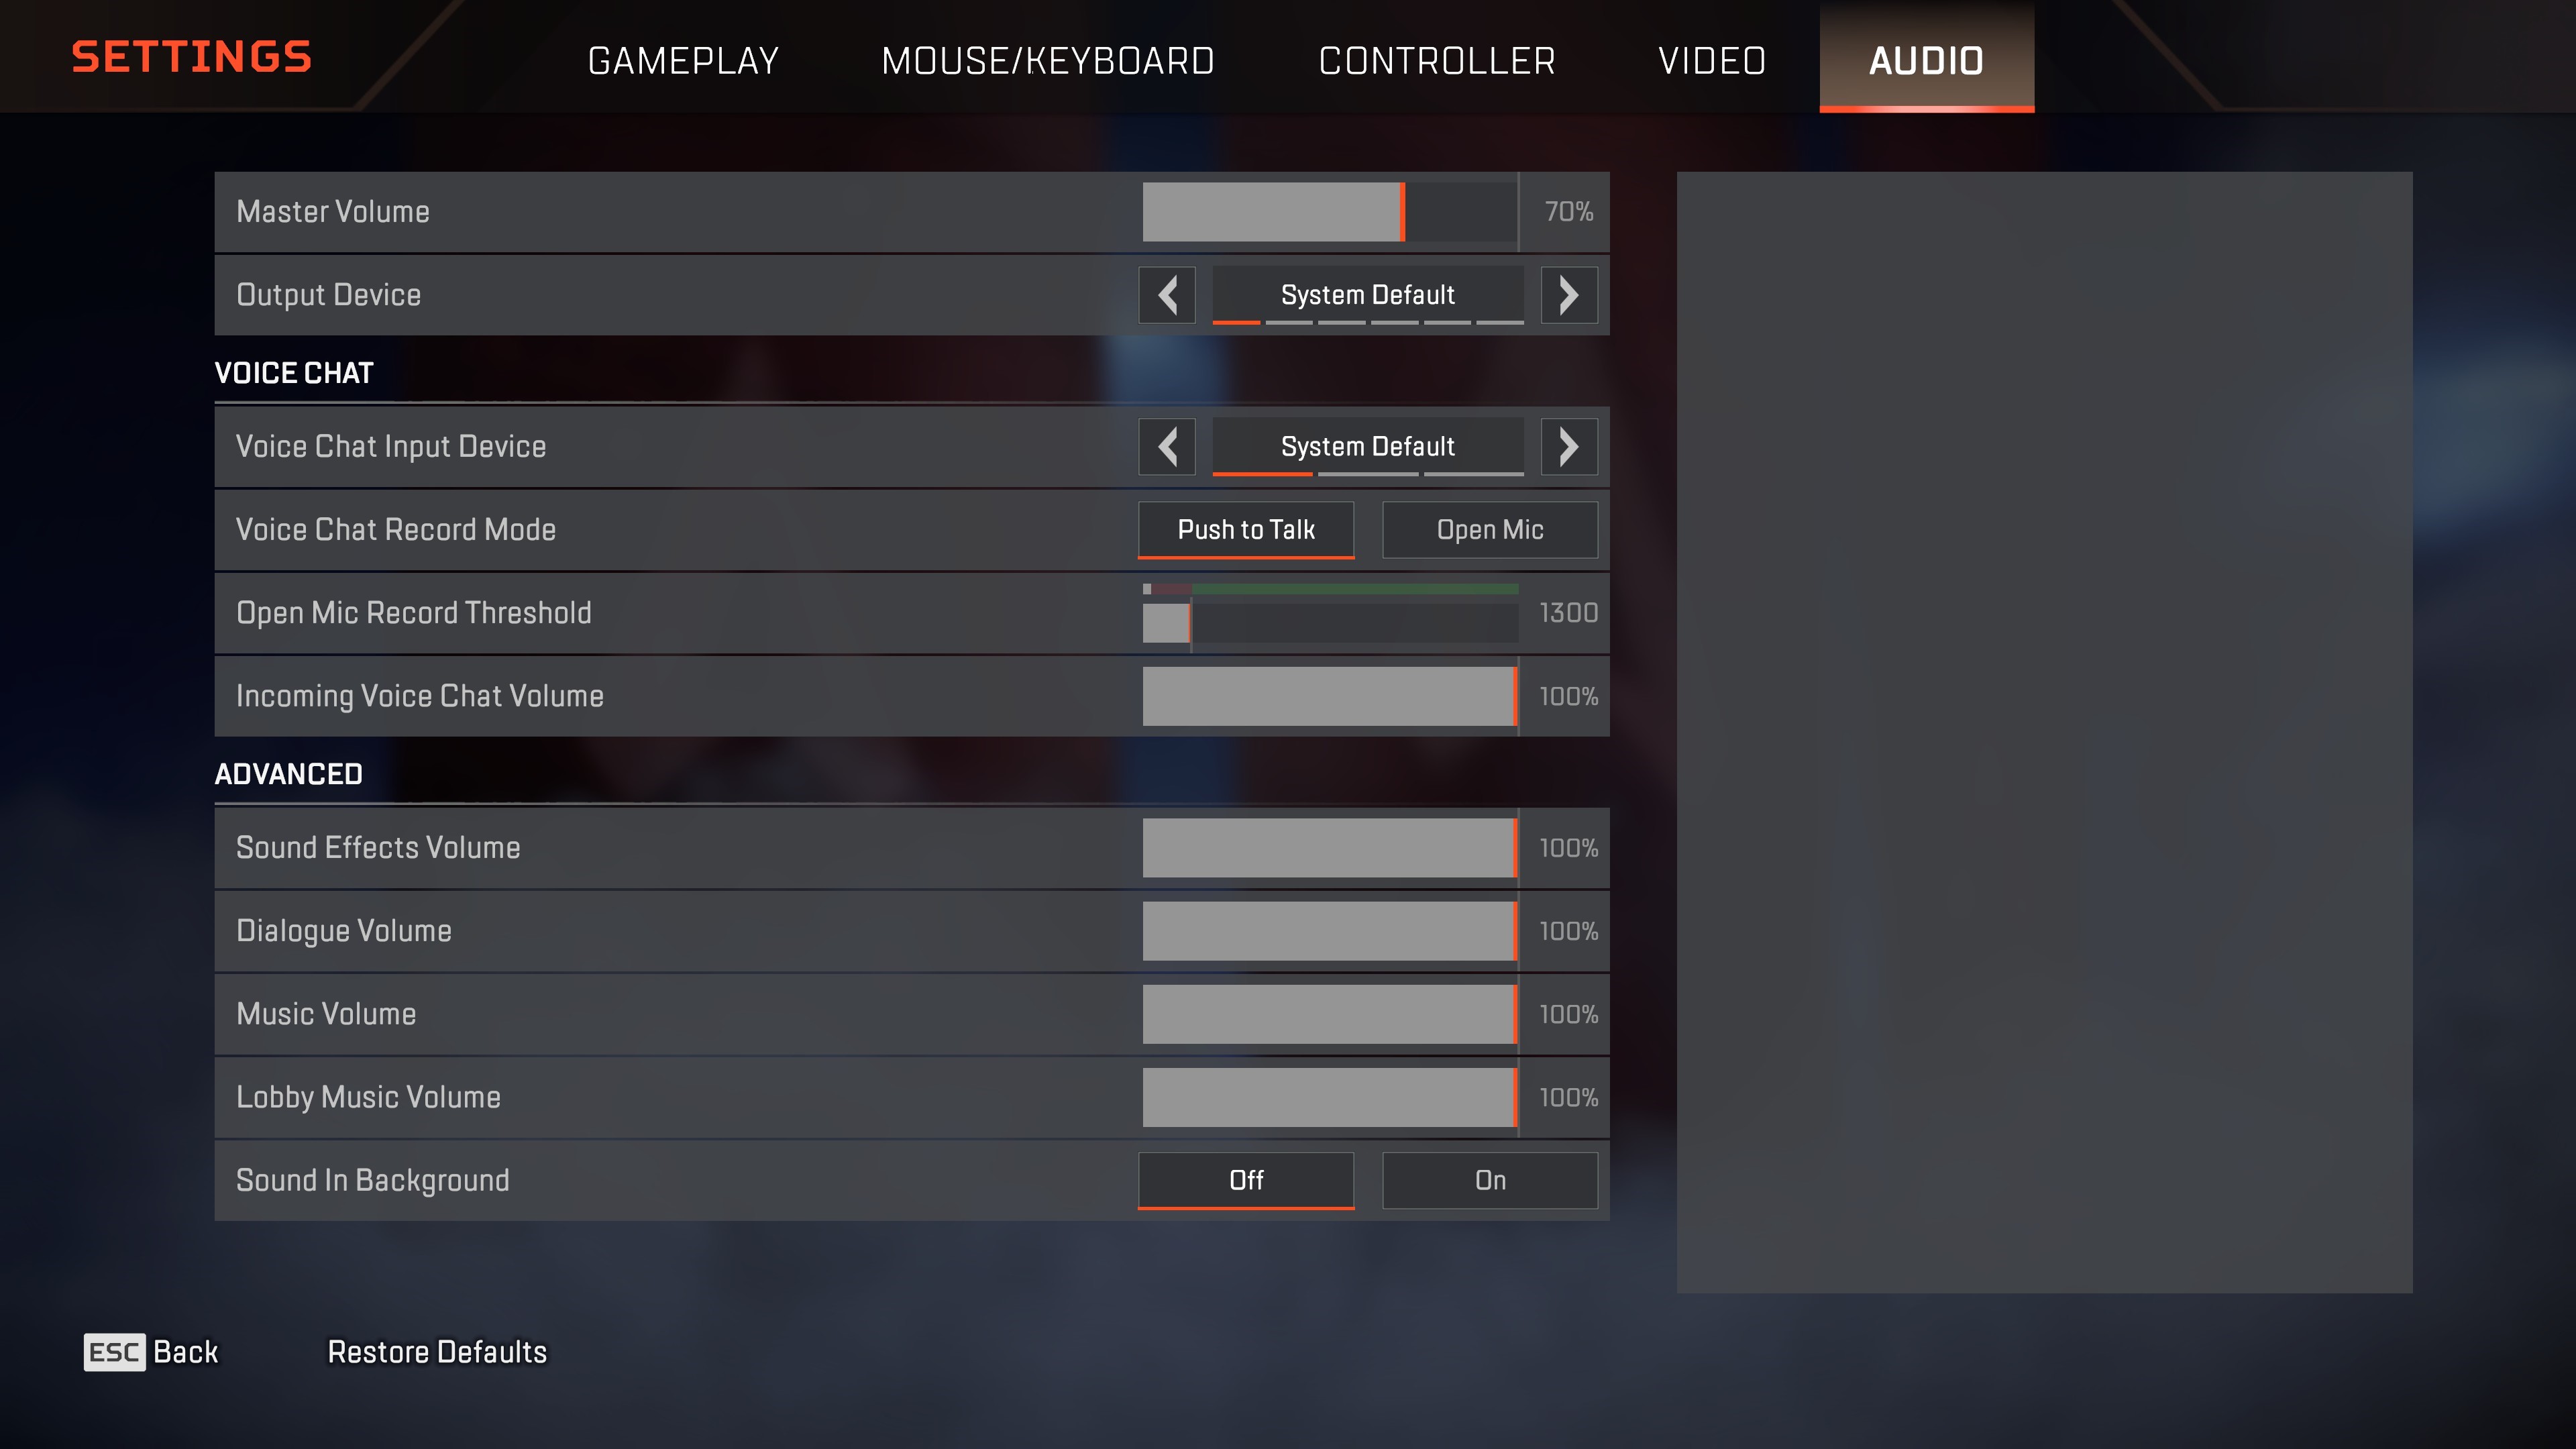 SETTINGS
GAMEPLAY MOUSE/KEYBOARD CONTROLLER VIDEO AUDIO
Master Volume 70%
Output Device System Default
VOICE CHAT
Voice Chat Input Device System Default
Voice Chat Record Mode Push to Talk Open Mic
Open Mic Record Threshold 1300
Incoming Voice Chat Volume 100%
ADVANCED
Sound Effects Volume 100%
Dialogue Volume 100%
Music Volume 100%
Lobby Music Volume 100%
Sound In Background Off On
ESC Back Restore Defaults